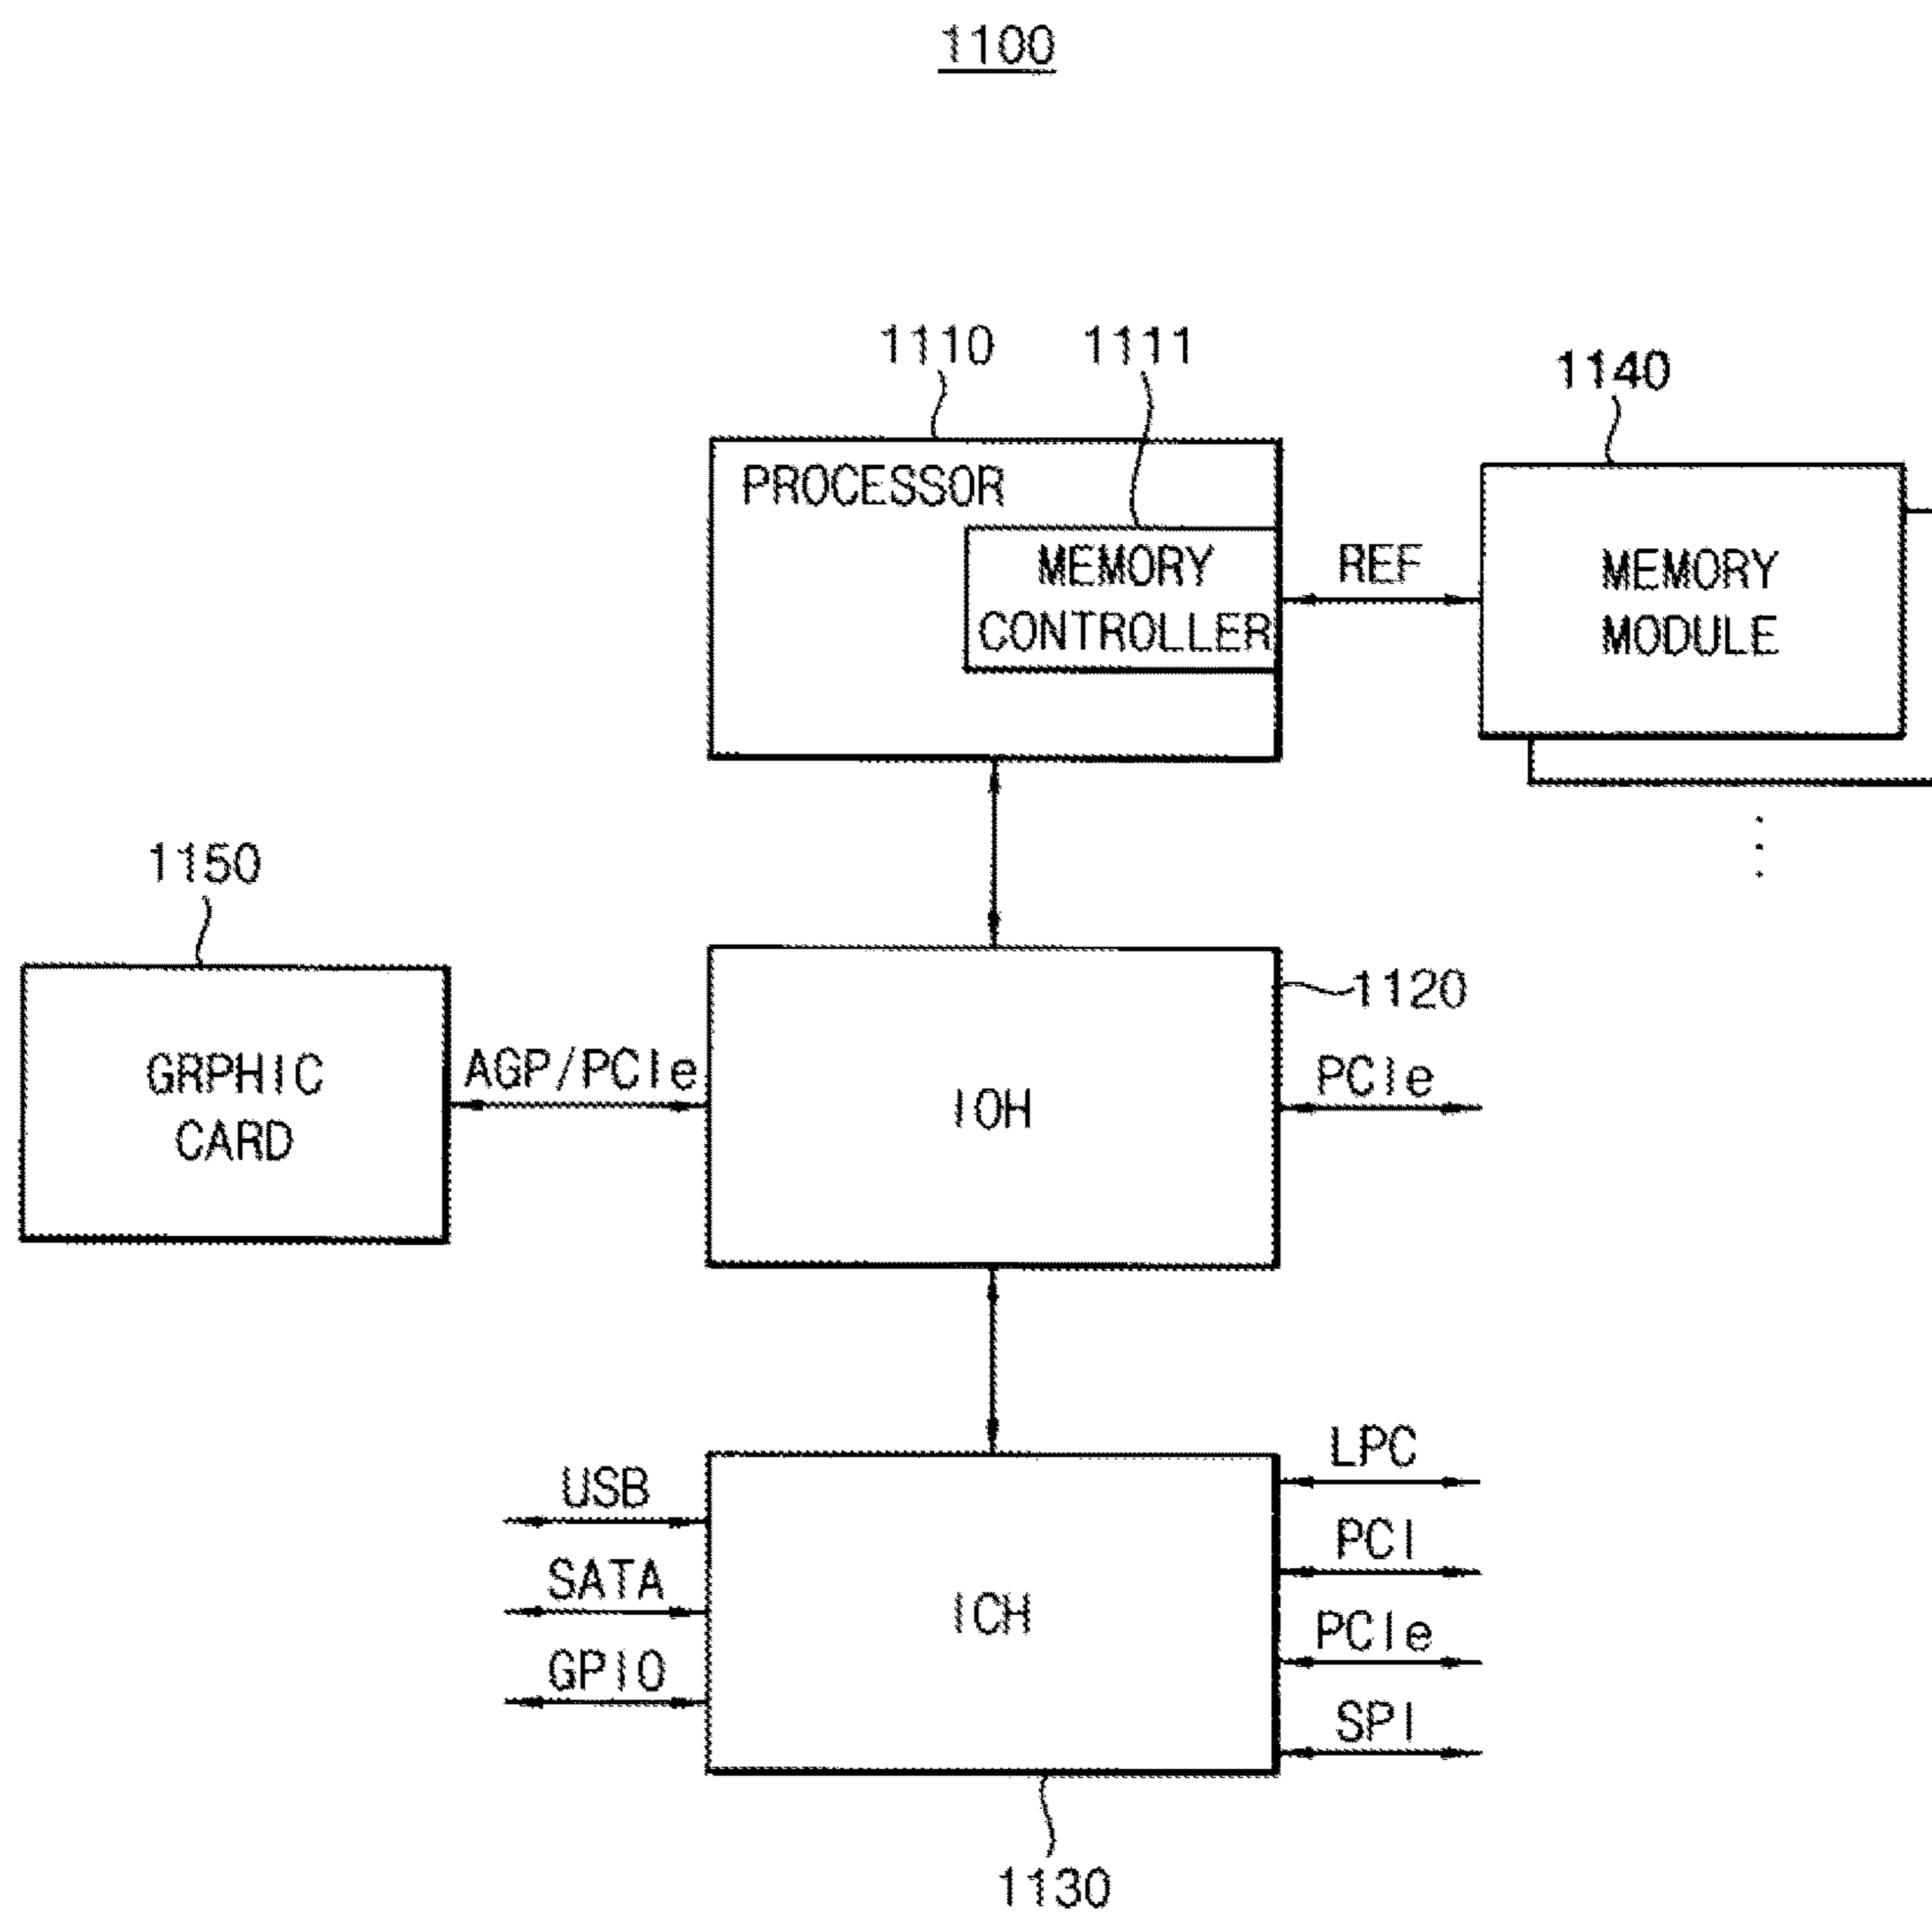 1100
1110
1111
1140
PROCESSOR
MEMORY
CONTROLLER
REF
MEMORY
MODULE
1150
1120
GRPHIC
CARD
AGP/PCIe
IOH
PCIe
USB
SATA
GPIO
ICH
LPC
PCI
PCIe
SPI
1130